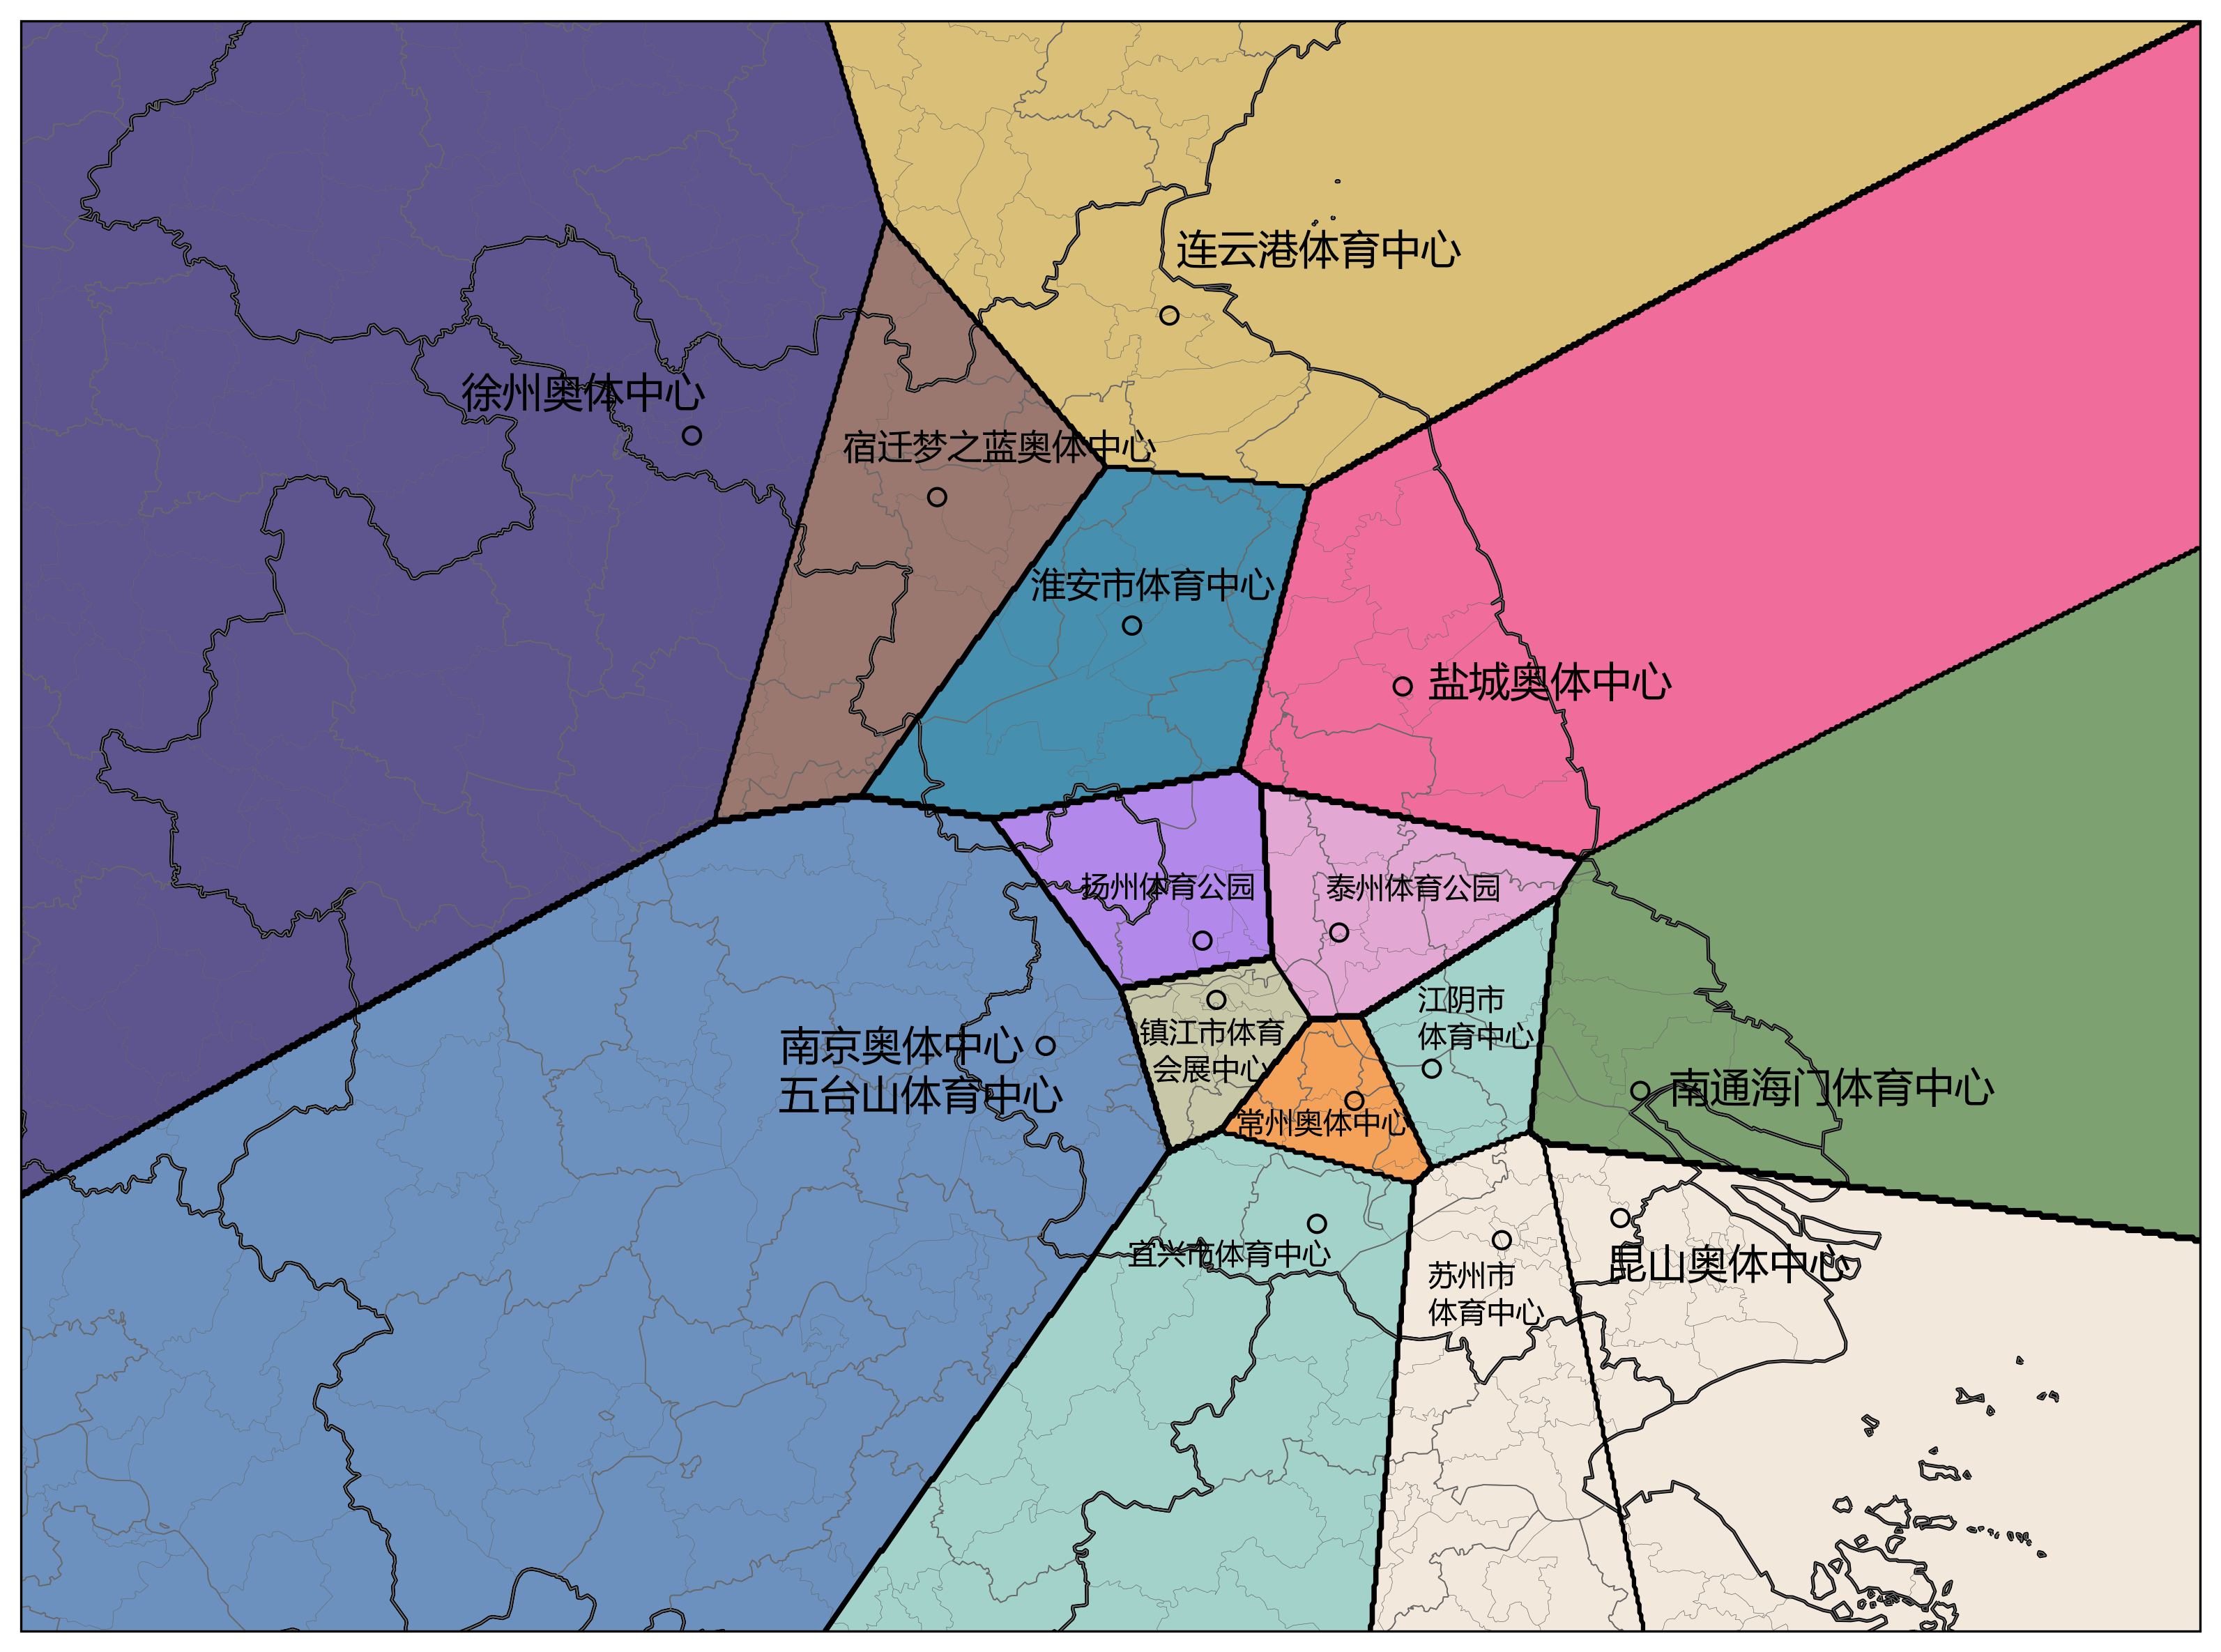 连云港体育中心
徐州奥体中心
宿迁梦之蓝奥体中心
淮安市体育中心
盐城奥体中心
扬州体育公园
泰州体育公园
江阴市
体育中心
镇江市体育
会展中心
南京奥体中心
五台山体育中心
南通海门体育中心
常州奥体中心
宜兴市体育中心
苏州市
体育中心
昆山奥体中心